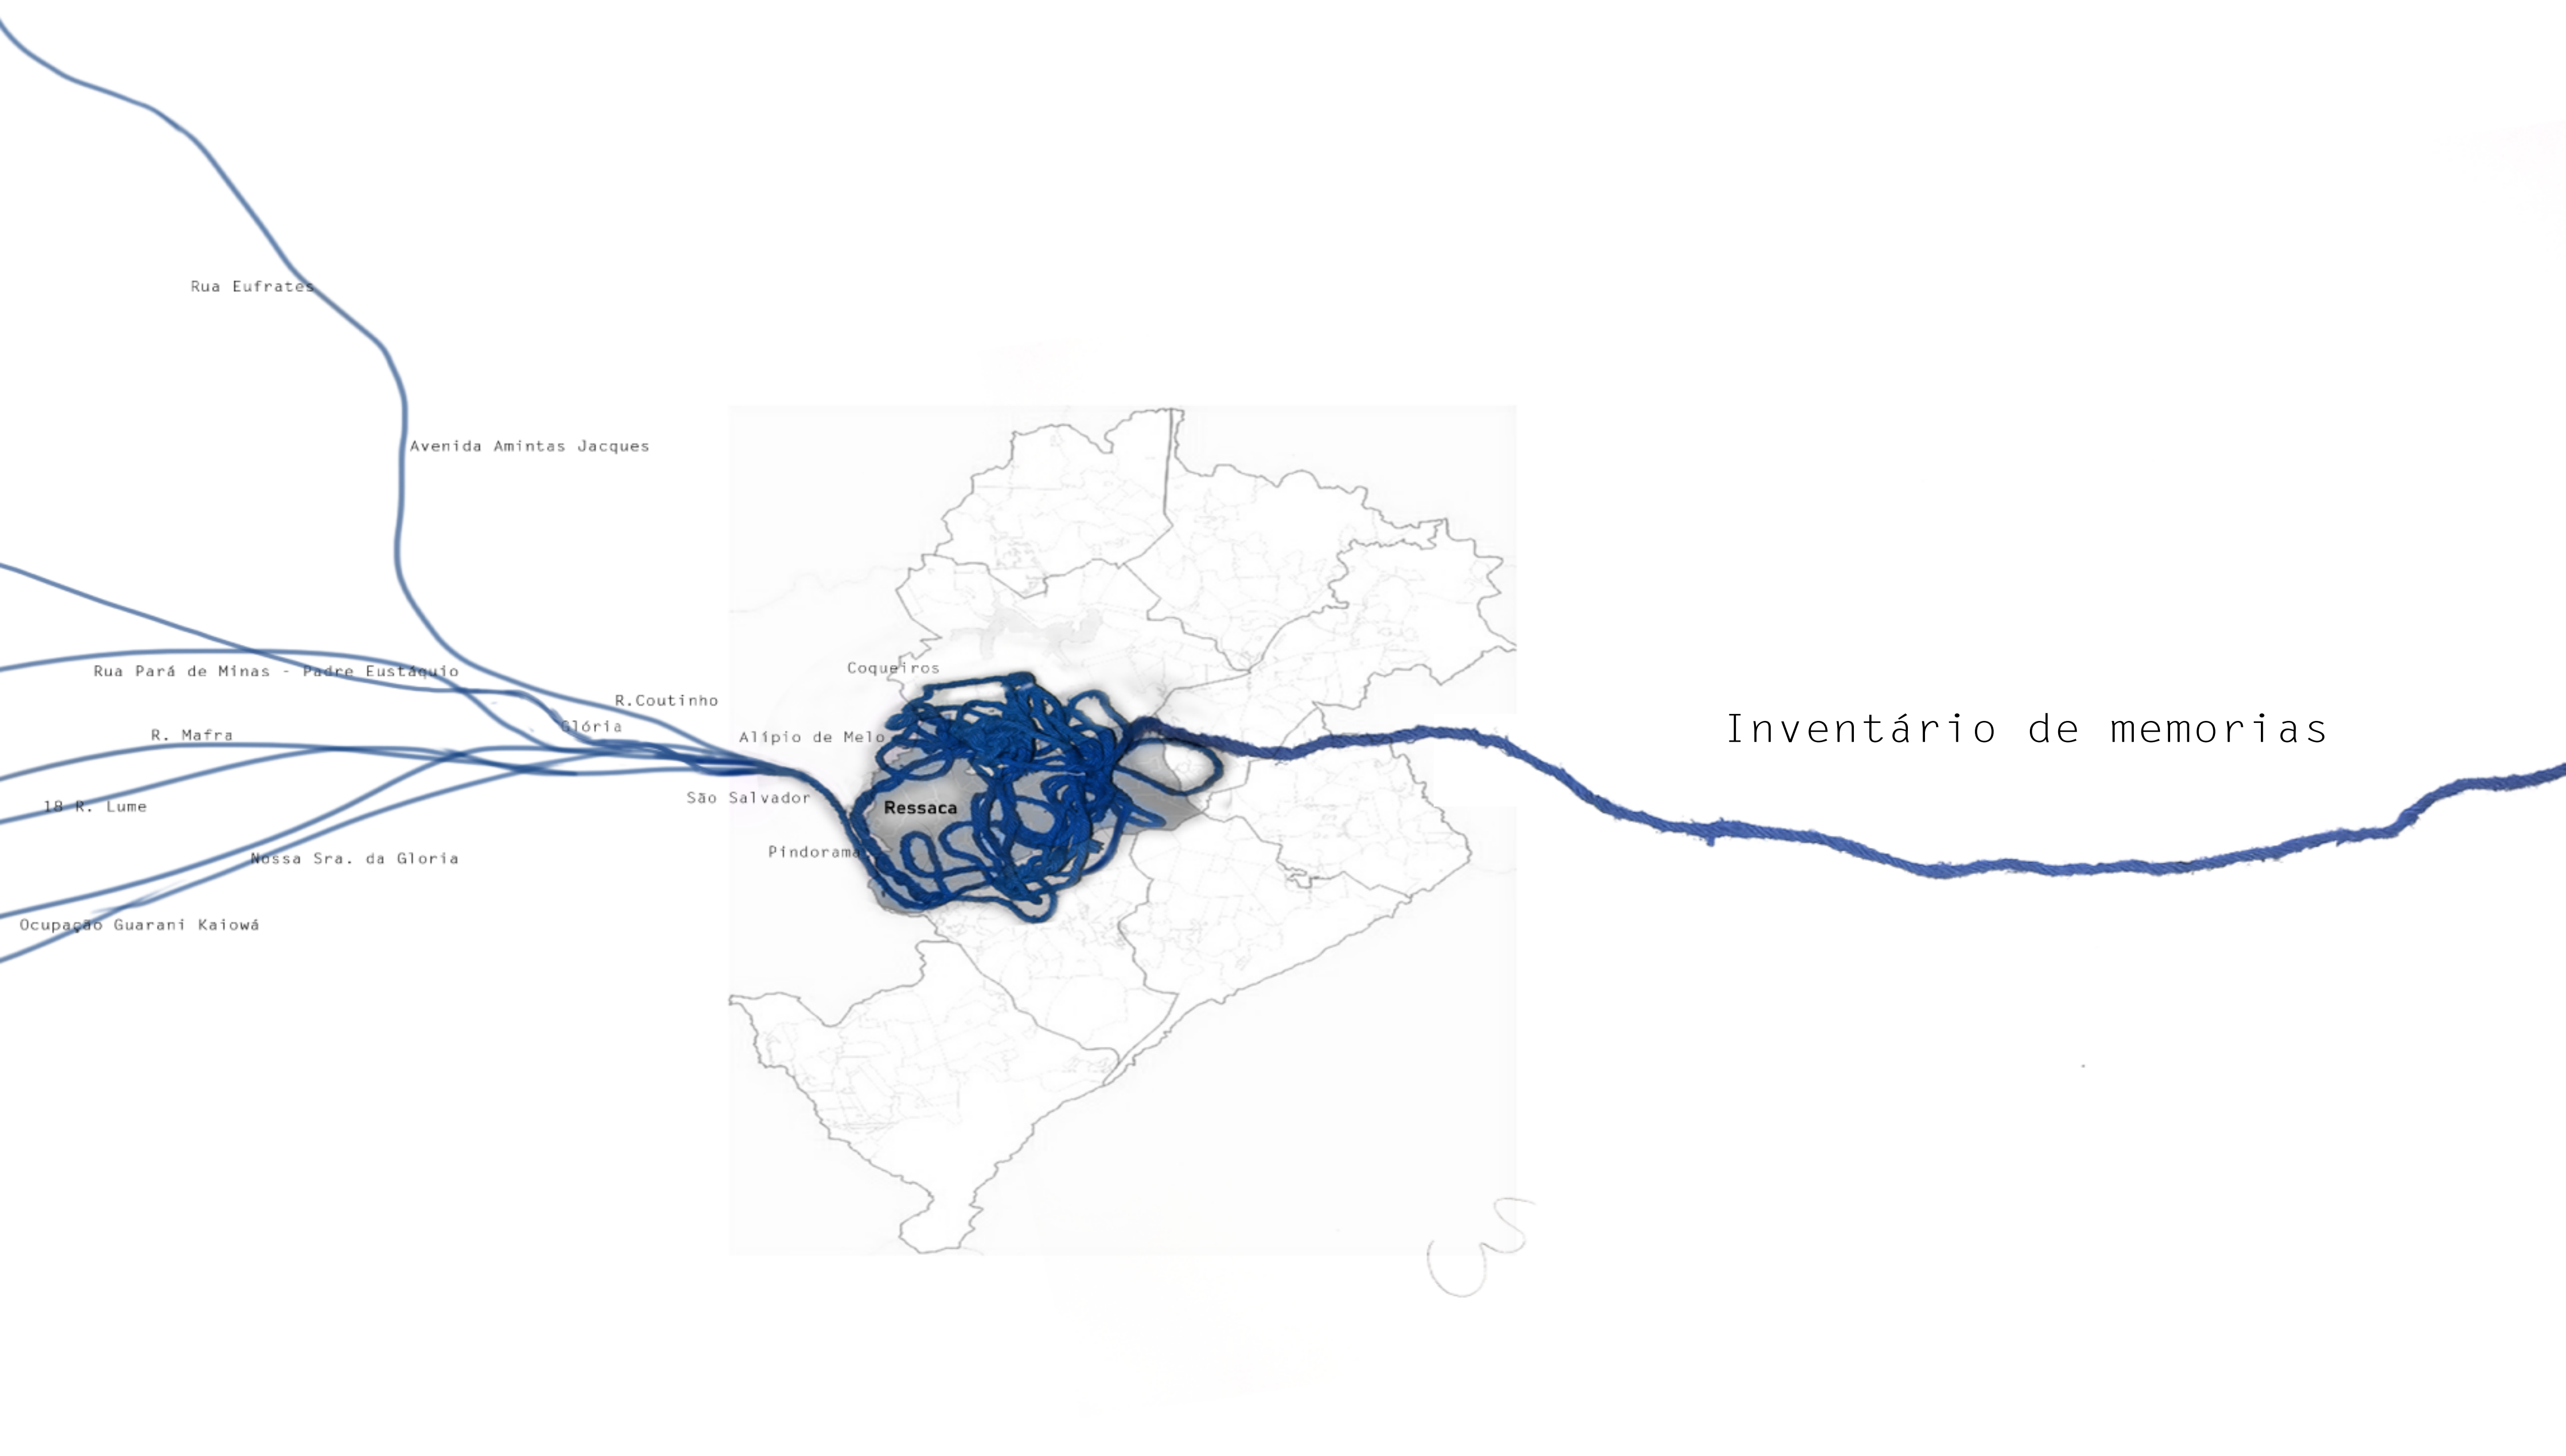 Rua Eufrates
Avenida Amintas Jacques
Coqueiros
Rua Pará de Minas - Padre Eustáquio
R.Coutinho
Glória
Inventário de memorias
R. Mafra
Alípio de Melo
São Salvador
18 R. Lume
Ressaca
Pindorama
Nossa Sra. da Gloria
Ocupação Guarani Kaiowá